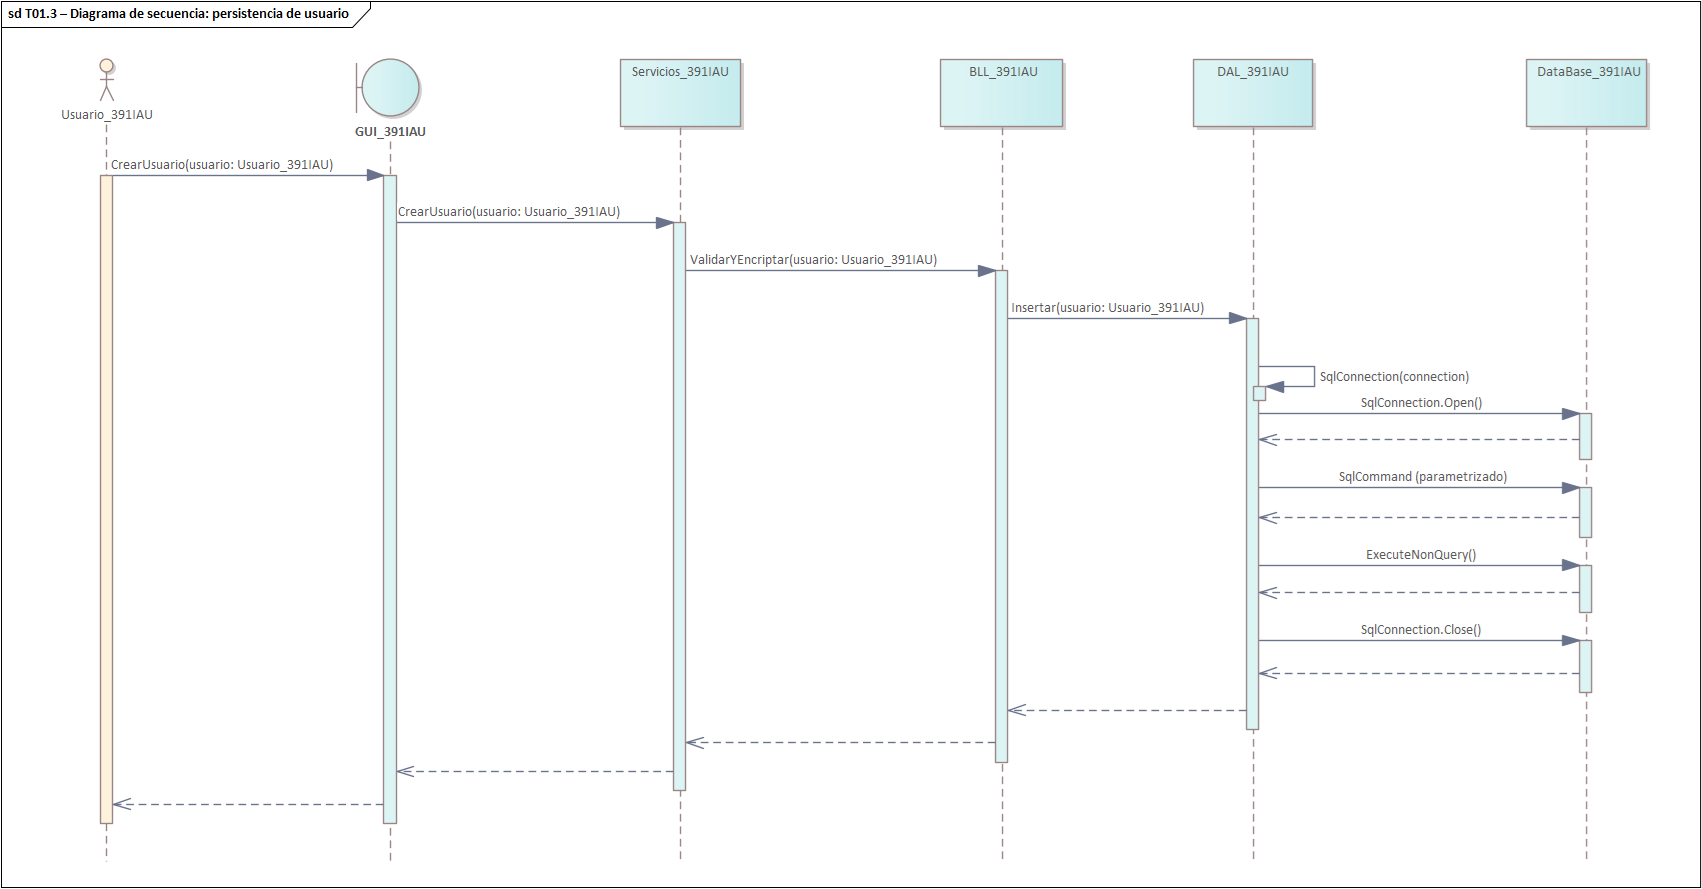 sd T01.3 – Diagrama de secuencia: persistencia de usuario
Usuario_391IAU
GUI_391IAU
Servicios_391IAU
BLL_391IAU
DAL_391IAU
DataBase_391IAU
CrearUsuario(usuario: Usuario_391IAU)
CrearUsuario(usuario: Usuario_391IAU)
ValidarYEncriptar(usuario: Usuario_391IAU)
Insertar(usuario: Usuario_391IAU)
SqlConnection(connection)
SqlConnection.Open()
SqlCommand (parametrizado)
ExecuteNonQuery()
SqlConnection.Close()